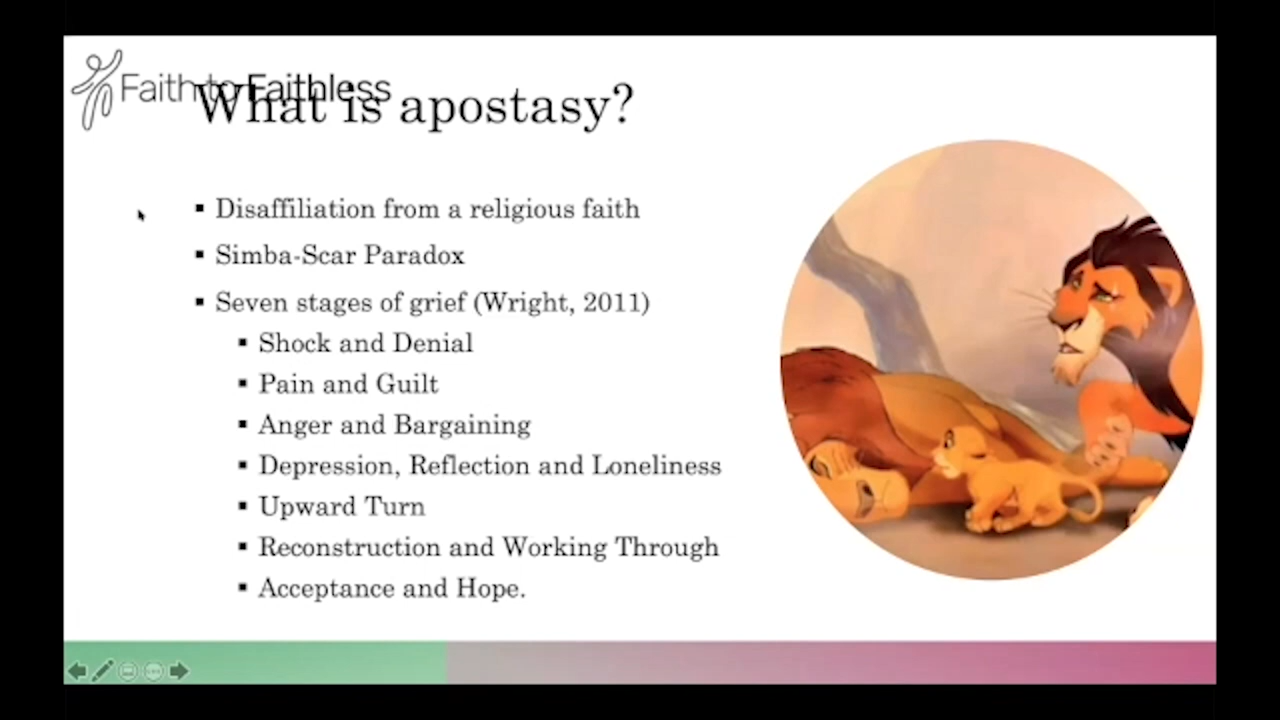 Faith to Faithless
What is apostasy?
▪ Disaffiliation from a religious faith
▪ Simba-Scar Paradox
▪ Seven stages of grief (Wright, 2011)
▪ Shock and Denial
▪ Pain and Guilt
▪ Anger and Bargaining
▪ Depression, Reflection and Loneliness
▪ Upward Turn
▪ Reconstruction and Working Through
▪ Acceptance and Hope.